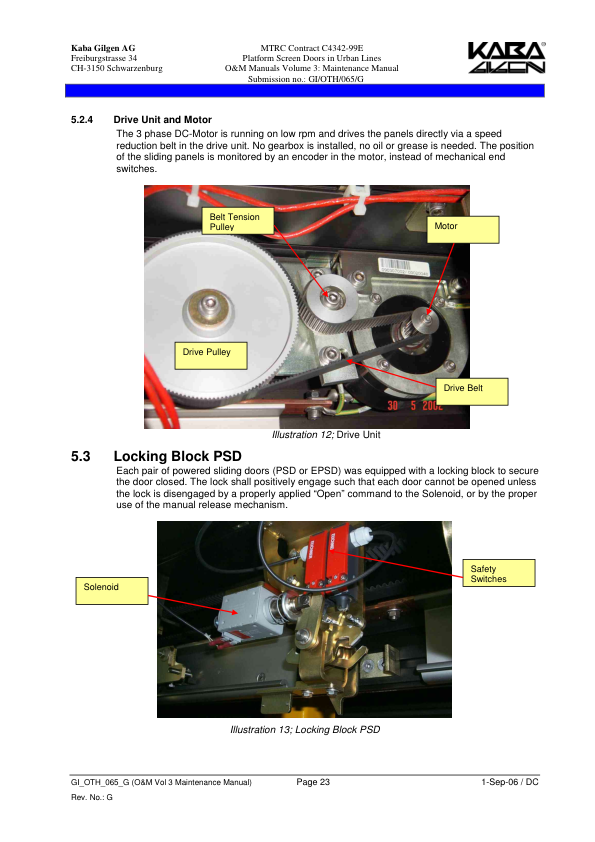 Kaba Gilgen AG
Freiburgstrasse 34
CH-3150 Schwarzenburg
MTRC Contract C4342-99E
Platform Screen Doors in Urban Lines
O&M Manuals Volume 3: Maintenance Manual
Submission no.: GI/OTH/065/G
KABA®
GILGEN
5.2.4 Drive Unit and Motor
The 3 phase DC-Motor is running on low rpm and drives the panels directly via a speed
reduction belt in the drive unit. No gearbox is installed, no oil or grease is needed. The position
of the sliding panels is monitored by an encoder in the motor, instead of mechanical end
switches.
Belt Tension
Pulley
Motor
Drive Pulley
Drive Belt
30 5 2002
Illustration 12; Drive Unit
5.3 Locking Block PSD
Each pair of powered sliding doors (PSD or EPSD) was equipped with a locking block to secure
the door closed. The lock shall positively engage such that each door cannot be opened unless
the lock is disengaged by a properly applied “Open” command to the Solenoid, or by the proper
use of the manual release mechanism.
Solenoid
Safety
Switches
Illustration 13; Locking Block PSD
GI_OTH_065_G (O&M Vol 3 Maintenance Manual)
Page 23
1-Sep-06 / DC
Rev. No.: G